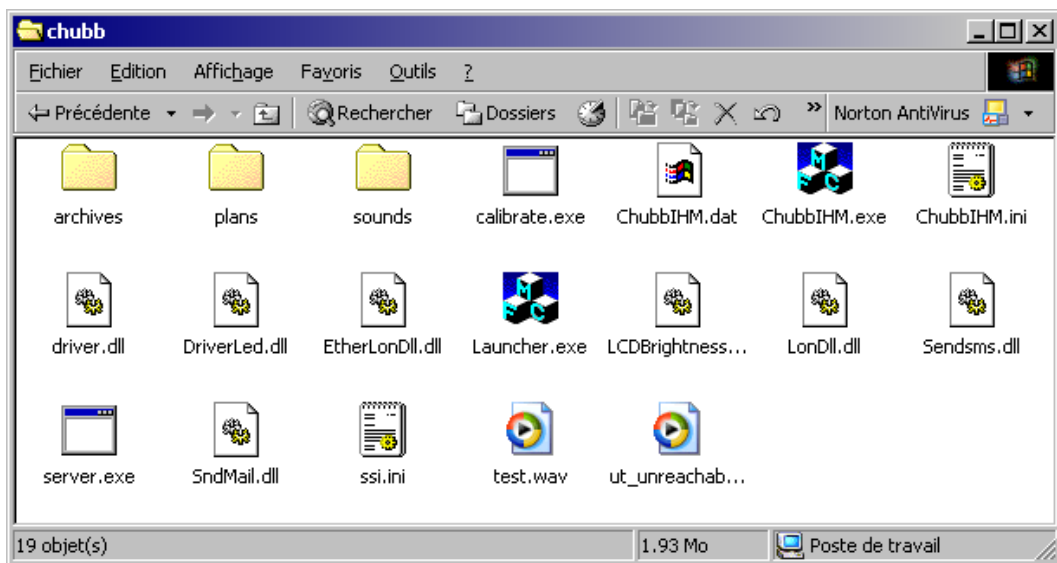 chubb
Fichier Edition Affichage Favoris Outils ?
Précédente Rechercher Dossiers » Norton AntiVirus
archives plans sounds calibrate.exe ChubbIHM.dat ChubbIHM.exe ChubbIHM.ini
driver.dll DriverLed.dll EtherLonDll.dll Launcher.exe LCDBrightness... LonDll.dll Sendsms.dll
server.exe SndMail.dll ssi.ini test.wav ut_unreachab...
19 objet(s) 1.93 Mo Poste de travail